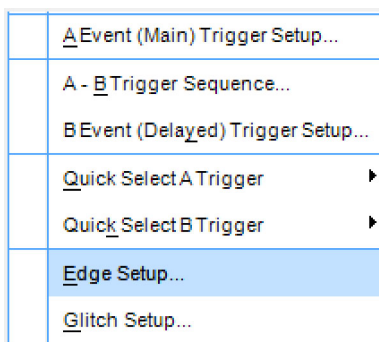 A Event (Main) Trigger Setup...
A - B Trigger Sequence...
B Event (Delayed) Trigger Setup...
Quick Select A Trigger
Quick Select B Trigger
Edge Setup...
Glitch Setup...